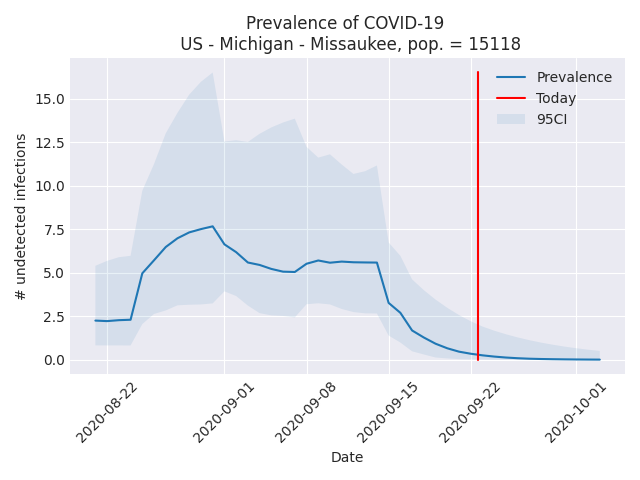 Prevalence of COVID-19
US - Michigan - Missaukee, pop. = 15118
Prevalence
Today
95CI
# undetected infections
15.0
12.5
10.0
7.5
5.0
2.5
0.0
2020-08-22
2020-09-01
2020-09-08
2020-09-15
2020-09-22
2020-10-01
Date